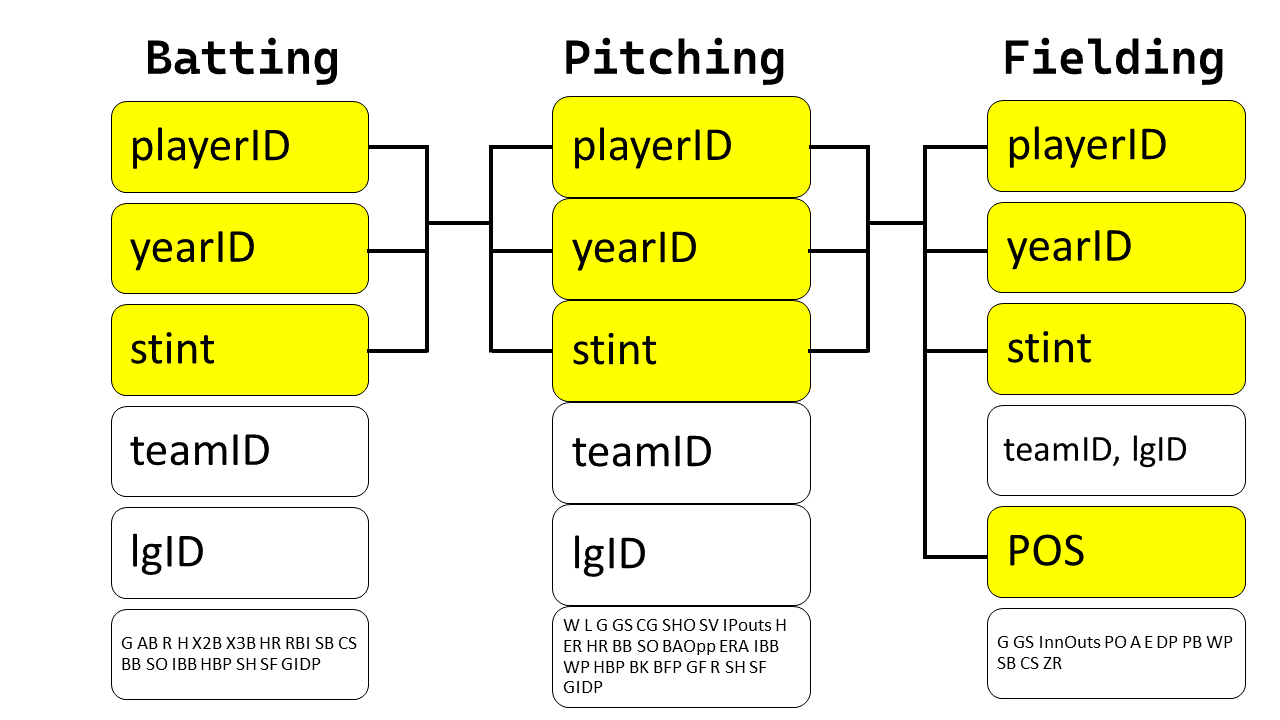 Batting
playerID
yearID
stint
teamID
lgID
G AB R H X2B X3B HR RBI SB CS
BB SO IBB HBP SH SF GIDP
Pitching
playerID
yearID
stint
teamID
lgID
W L G GS CG SHO SV IPouts H
ER HR BB SO BAOpp ERA IBB
WP HBP BK BFP GF R SH SF
GIDP
Fielding
playerID
yearID
stint
teamID, lgID
POS
G GS InnOuts PO A E DP PB WP
SB CS ZR